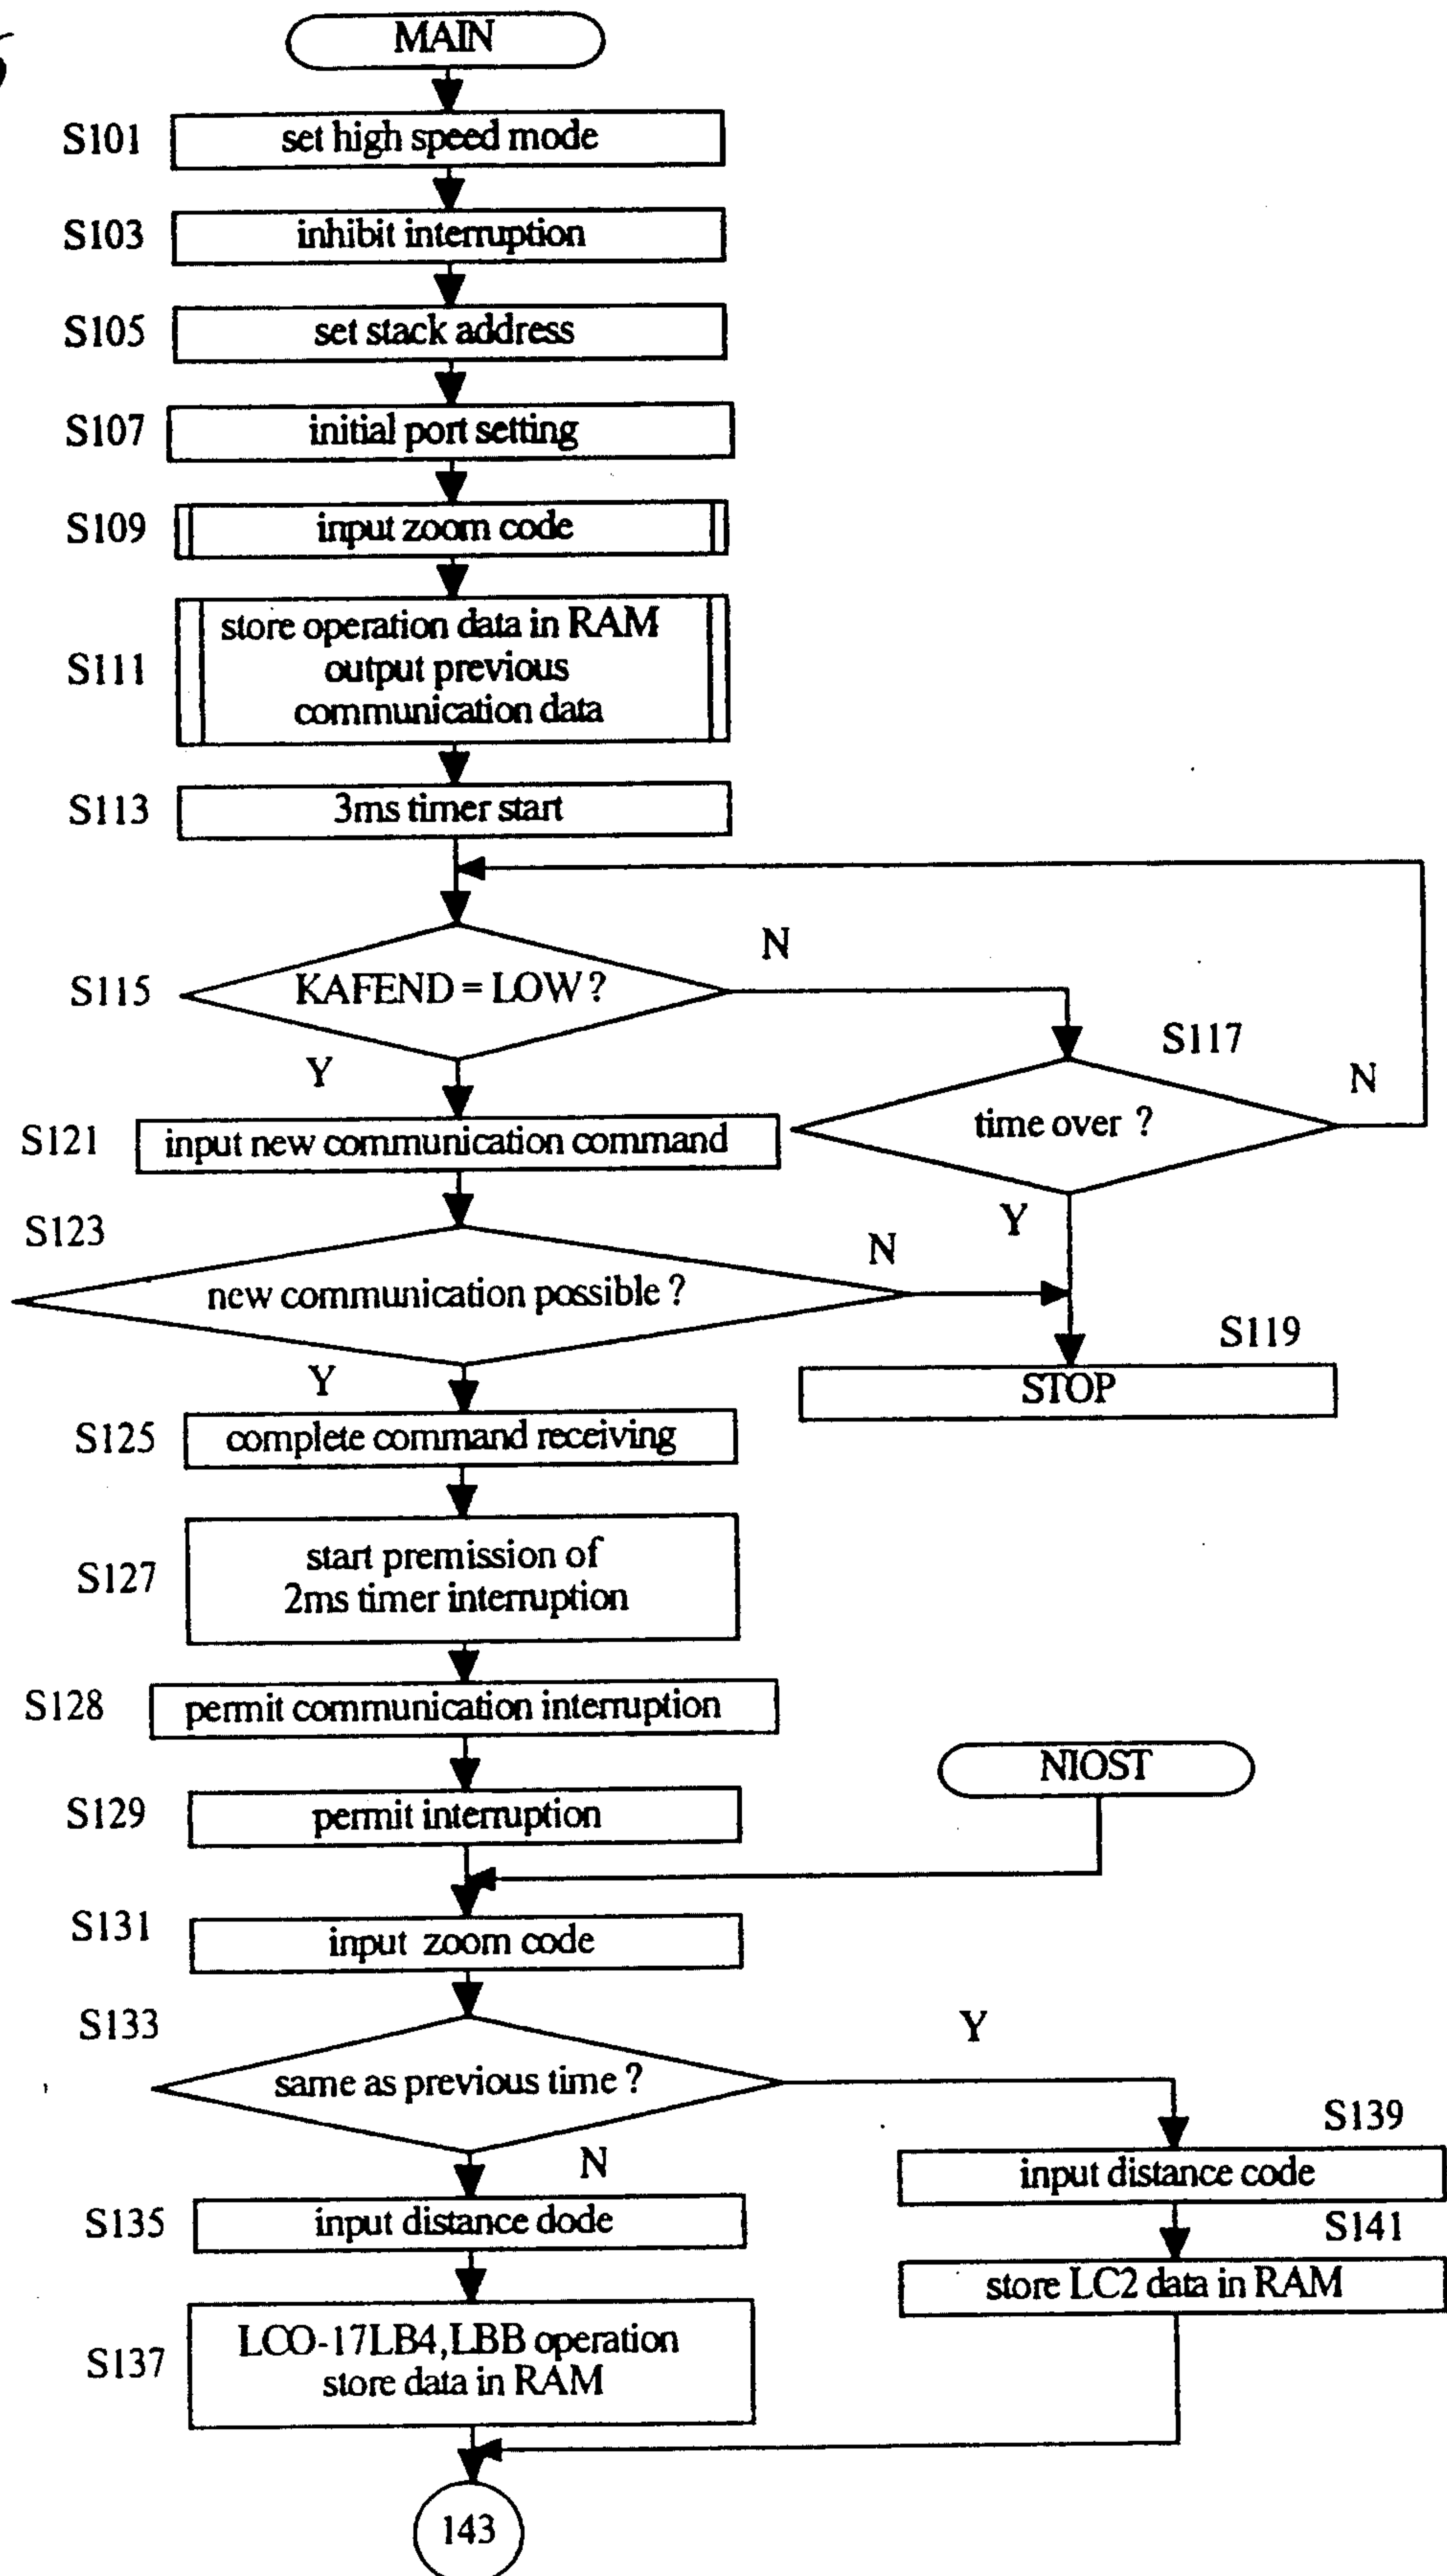 MAIN
S101
set high speed mode
S103
inhibit interruption
S105
set stack address
S107
initial port setting
S109
input zoom code
S111
store operation data in RAM
output previous
communication data
S113
3ms timer start
S115
KAFEND = LOW ?
N
Y
S117
time over ?
N
Y
S121
input new communication command
S123
new communication possible ?
N
Y
S119
STOP
S125
complete command receiving
S127
start premission of
2ms timer interruption
S128
permit communication interruption
S129
permit interruption
NIOST
S131
input zoom code
S133
same as previous time ?
Y
N
S139
input distance code
S135
input distance dode
S141
store LC2 data in RAM
S137
LCO-17LB4,LBB operation
store data in RAM
143